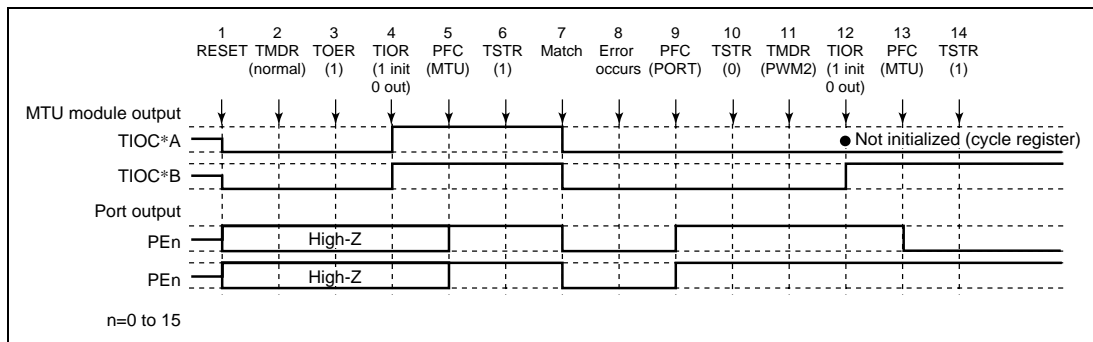 1 2 3 4 5 6 7 8 9 10 11 12 13 14
RESET TMDR TOER TIOR PFC TSTR Match Error PFC TSTR TMDR TIOR PFC TSTR
(normal) (1) (1 init (MTU) (1) occurs (PORT) (0) (PWM2) (1 init (MTU) (1)
0 out) 0 out)
MTU module output
TIOC*A ● Not initialized (cycle register)
TIOC*B
Port output
PEn High-Z
PEn High-Z
n=0 to 15